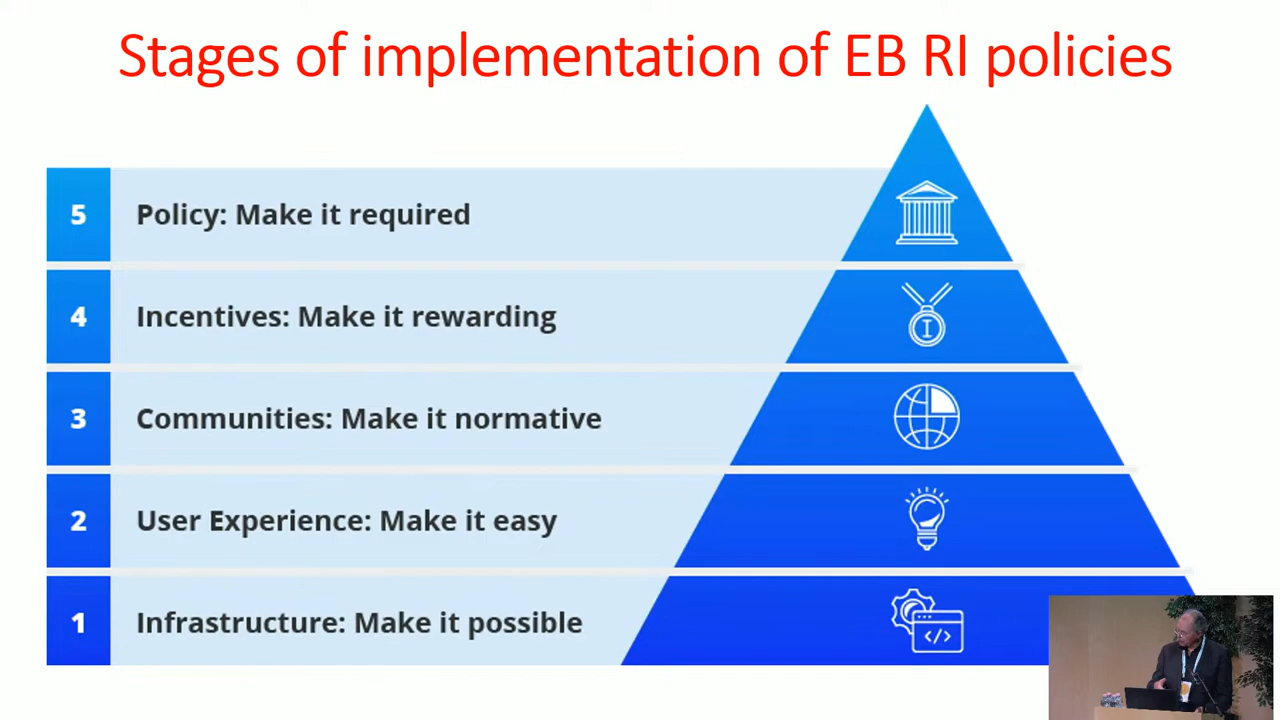 Stages of implementation of EB RI policies
5 Policy: Make it required
4 Incentives: Make it rewarding
3 Communities: Make it normative
2 User Experience: Make it easy
1 Infrastructure: Make it possible